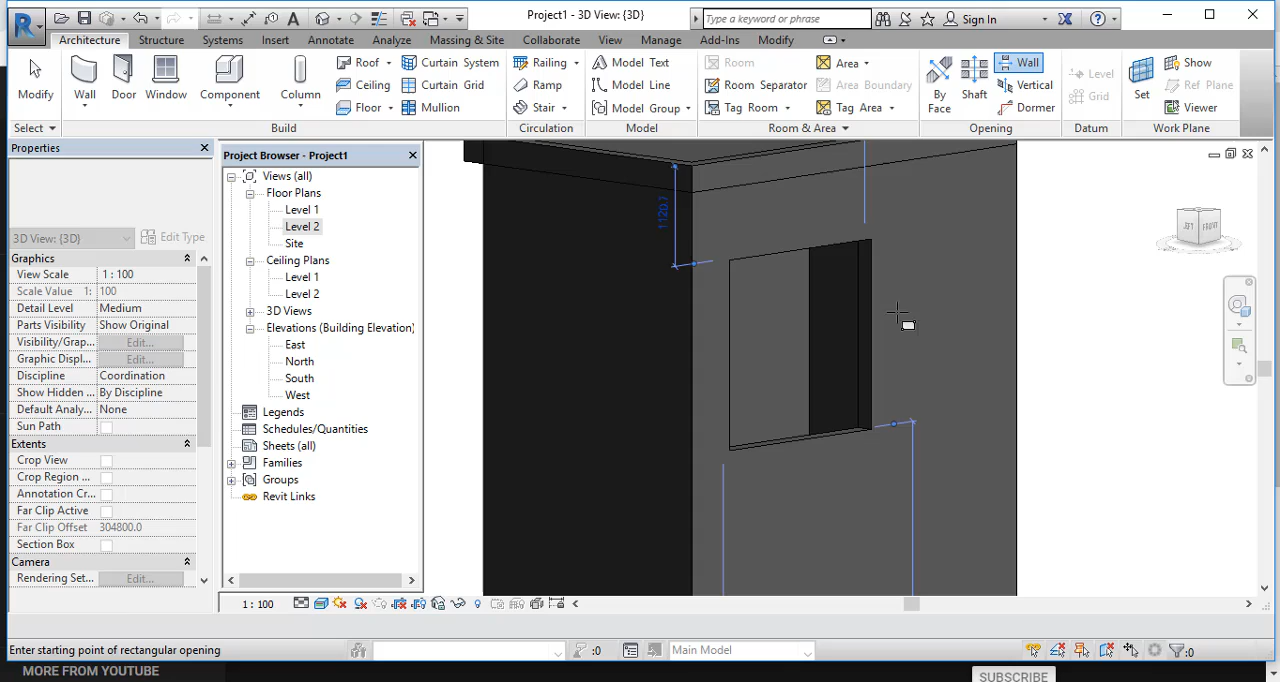 Project1 - 3D View: {3D}
Type a keyword or phrase
Sign In
Architecture
Structure
Systems
Insert
Annotate
Analyze
Massing & Site
Collaborate
View
Manage
Add-Ins
Modify
Modify
Wall
Door
Window
Component
Column
Roof
Ceiling
Floor
Curtain System
Curtain Grid
Mullion
Railing
Ramp
Stair
Model Text
Model Line
Model Group
Room
Room Separator
Tag Room
Area
Area Boundary
Tag Area
By
Face
Shaft
Wall
Vertical
Dormer
Level
Grid
Set
Show
Ref Plane
Viewer
Select
Build
Circulation
Model
Room & Area
Opening
Datum
Work Plane
Properties
3D View: {3D}
Edit Type
Graphics
View Scale 1 : 100
Scale Value 1: 100
Detail Level Medium
Parts Visibility Show Original
Visibility/Grap... Edit...
Graphic Displ... Edit...
Discipline Coordination
Show Hidden ... By Discipline
Default Analy... None
Sun Path
Extents
Crop View
Crop Region ...
Annotation Cr...
Far Clip Active
Far Clip Offset 304800.0
Section Box
Camera
Rendering Set... Edit...
Project Browser - Project1
Views (all)
Floor Plans
Level 1
Level 2
Site
Ceiling Plans
Level 1
Level 2
3D Views
Elevations (Building Elevation)
East
North
South
West
Legends
Schedules/Quantities
Sheets (all)
Families
Groups
Revit Links
LEFT
FRONT
1 : 100
Enter starting point of rectangular opening
:0
Main Model
:0
MORE FROM YOUTUBE
SUBSCRIBE